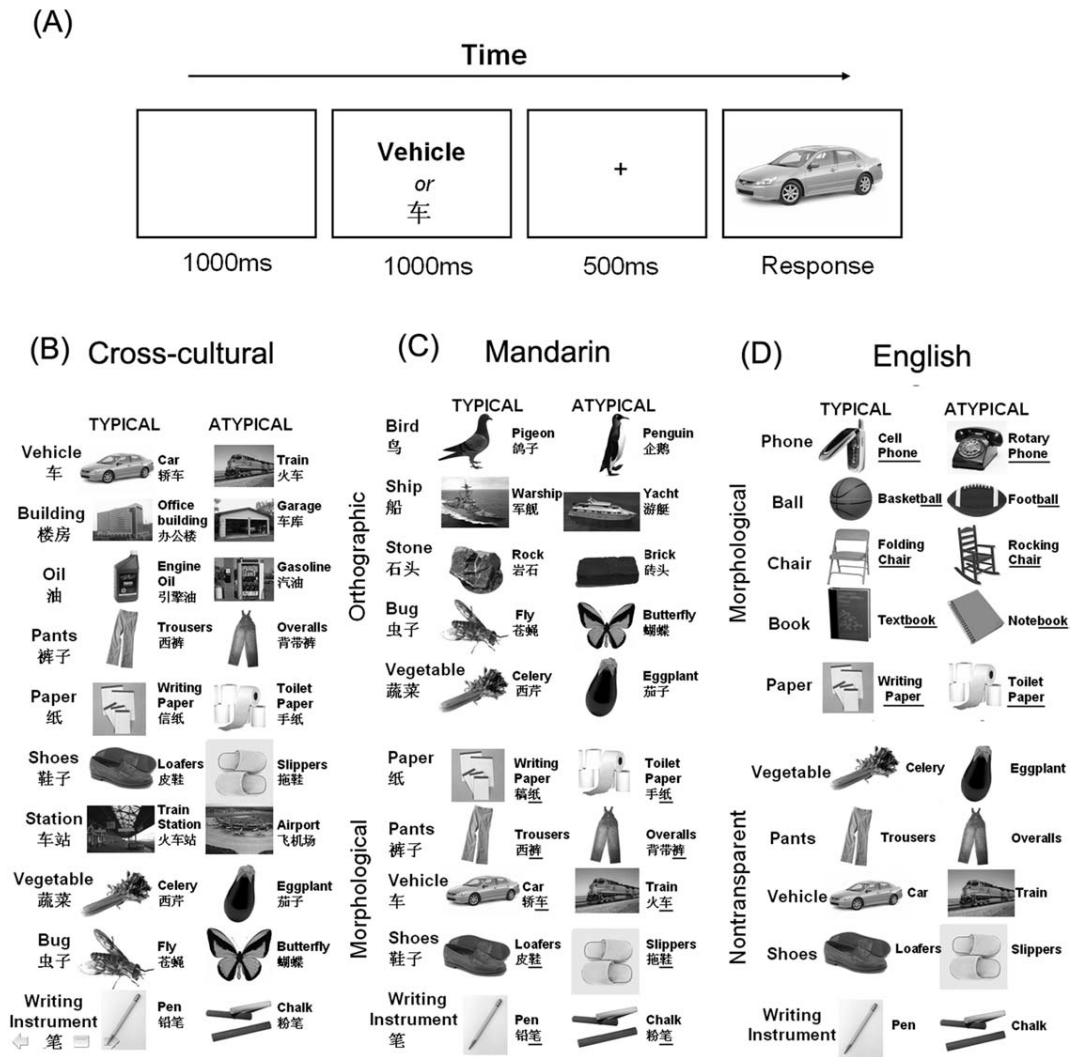 (A)
Time
Vehicle
or
车
+
1000ms
1000ms
500ms
Response
(B) Cross-cultural
TYPICAL ATYPICAL
Vehicle
车
Car
轿车
Train
火车
Building
楼房
Office
building
办公楼
Garage
车库
Oil
油
Engine
Oil
引擎油
Gasoline
汽油
Pants
裤子
Trousers
西裤
Overalls
背带裤
Paper
纸
Writing
Paper
信纸
Toilet
Paper
手纸
Shoes
鞋子
Loafers
皮鞋
Slippers
拖鞋
Station
车站
Train
Station
火车站
Airport
飞机场
Vegetable
蔬菜
Celery
西芹
Eggplant
茄子
Bug
虫子
Fly
苍蝇
Butterfly
蝴蝶
Writing
Instrument
笔
Pen
铅笔
Chalk
粉笔
(C) Mandarin
TYPICAL ATYPICAL
Orthographic
Bird
鸟
Pigeon
鸽子
Penguin
企鹅
Ship
船
Warship
军舰
Yacht
游艇
Stone
石头
Rock
岩石
Brick
砖头
Bug
虫子
Fly
苍蝇
Butterfly
蝴蝶
Vegetable
蔬菜
Celery
西芹
Eggplant
茄子
Morphological
Paper
纸
Writing
Paper
稿纸
Toilet
Paper
手纸
Pants
裤子
Trousers
西裤
Overalls
背带裤
Vehicle
车
Car
轿车
Train
火车
Shoes
鞋子
Loafers
皮鞋
Slippers
拖鞋
Writing
Instrument
笔
Pen
铅笔
Chalk
粉笔
(D) English
TYPICAL ATYPICAL
Morphological
Phone
Cell
Phone
Rotary
Phone
Ball
Basketball
Football
Chair
Folding
Chair
Rocking
Chair
Book
Textbook
Notebook
Paper
Writing
Paper
Toilet
Paper
Nontransparent
Vegetable
Celery
Eggplant
Pants
Trousers
Overalls
Vehicle
Car
Train
Shoes
Loafers
Slippers
Writing
Instrument
Pen
Chalk